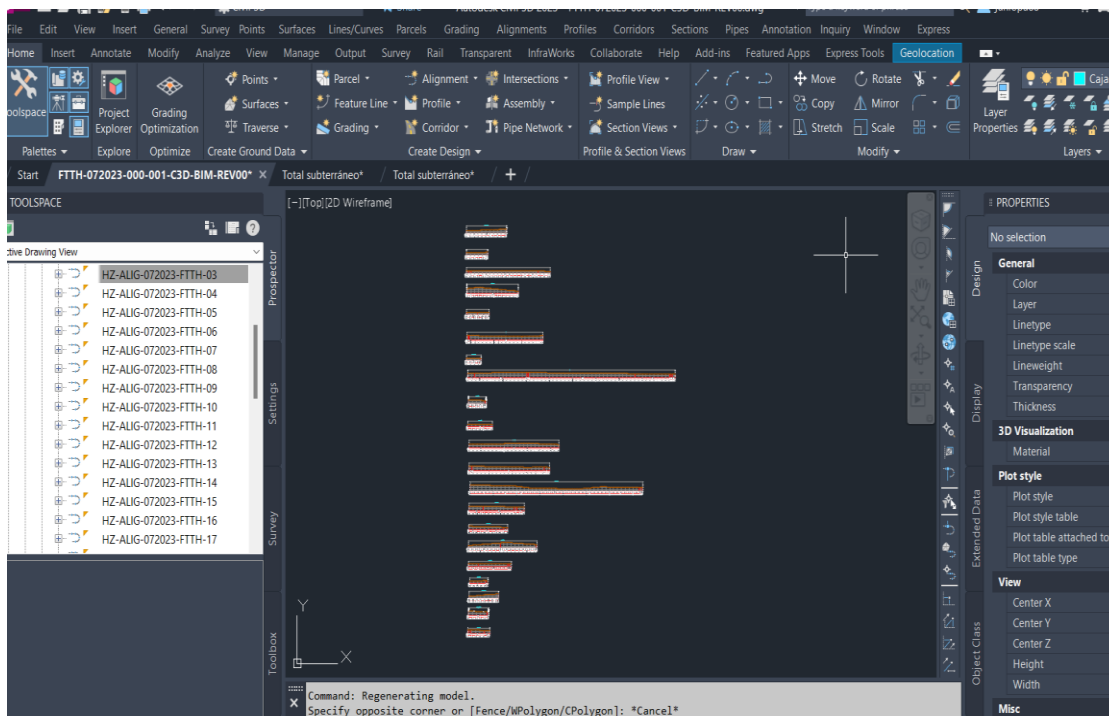 File Edit View Insert General Survey Points Surfaces Lines/Curves Parcels Grading Alignments Profiles Corridors Sections Pipes Annotation Inquiry Window Express
Home Insert Annotate Modify Analyze View Manage Output Survey Rail Transparent InfraWorks Collaborate Help Add-ins Featured Apps Express Tools Geolocation
Points Parcel Alignment Intersections Profile View Move Rotate Caja
Surfaces Feature Line Profile Assembly Sample Lines Copy Mirror
Traverse Grading Corridor Pipe Network Section Views Stretch Scale
Toolspace Project Explorer Grading Optimization Layer Properties
Palettes Explore Optimize Create Ground Data Create Design Profile & Section Views Draw Modify Layers
Start FTTH-072023-000-001-C3D-BIM-REV00* Total subterráneo* Total subterráneo*
TOOLSPACE
[−][Top][2D Wireframe]
PROPERTIES
ctive Drawing View
No selection
HZ-ALIG-072023-FTTH-03
HZ-ALIG-072023-FTTH-04
HZ-ALIG-072023-FTTH-05
HZ-ALIG-072023-FTTH-06
HZ-ALIG-072023-FTTH-07
HZ-ALIG-072023-FTTH-08
HZ-ALIG-072023-FTTH-09
HZ-ALIG-072023-FTTH-10
HZ-ALIG-072023-FTTH-11
HZ-ALIG-072023-FTTH-12
HZ-ALIG-072023-FTTH-13
HZ-ALIG-072023-FTTH-14
HZ-ALIG-072023-FTTH-15
HZ-ALIG-072023-FTTH-16
HZ-ALIG-072023-FTTH-17
Prospector
Settings
Survey
Toolbox
Y
X
Command: Regenerating model.
Specify opposite corner or [Fence/WPolygon/CPolygon]: *Cancel*
Design
Display
Extended Data
Object Class
General
Color
Layer
Linetype
Linetype scale
Lineweight
Transparency
Thickness
3D Visualization
Material
Plot style
Plot style
Plot style table
Plot table attached to
Plot table type
View
Center X
Center Y
Center Z
Height
Width
Misc